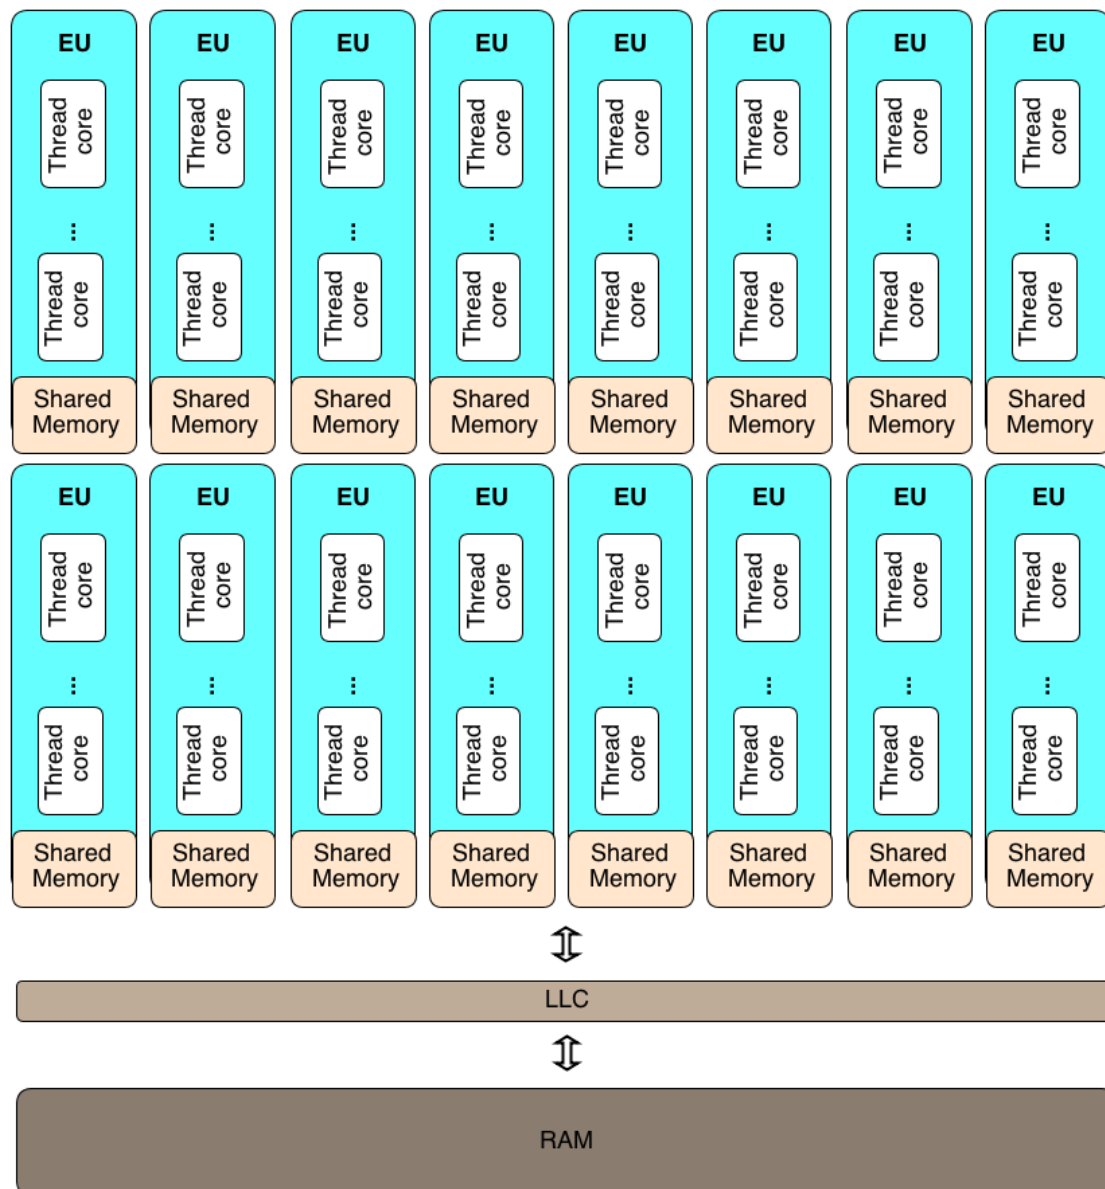 EU EU EU EU EU EU EU EU
Thread core Thread core Thread core Thread core Thread core Thread core Thread core Thread core
... ... ... ... ... ... ... ...
Thread core Thread core Thread core Thread core Thread core Thread core Thread core Thread core
Shared Shared Shared Shared Shared Shared Shared Shared
Memory Memory Memory Memory Memory Memory Memory Memory
EU EU EU EU EU EU EU EU
Thread core Thread core Thread core Thread core Thread core Thread core Thread core Thread core
... ... ... ... ... ... ... ...
Thread core Thread core Thread core Thread core Thread core Thread core Thread core Thread core
Shared Shared Shared Shared Shared Shared Shared Shared
Memory Memory Memory Memory Memory Memory Memory Memory
LLC
RAM